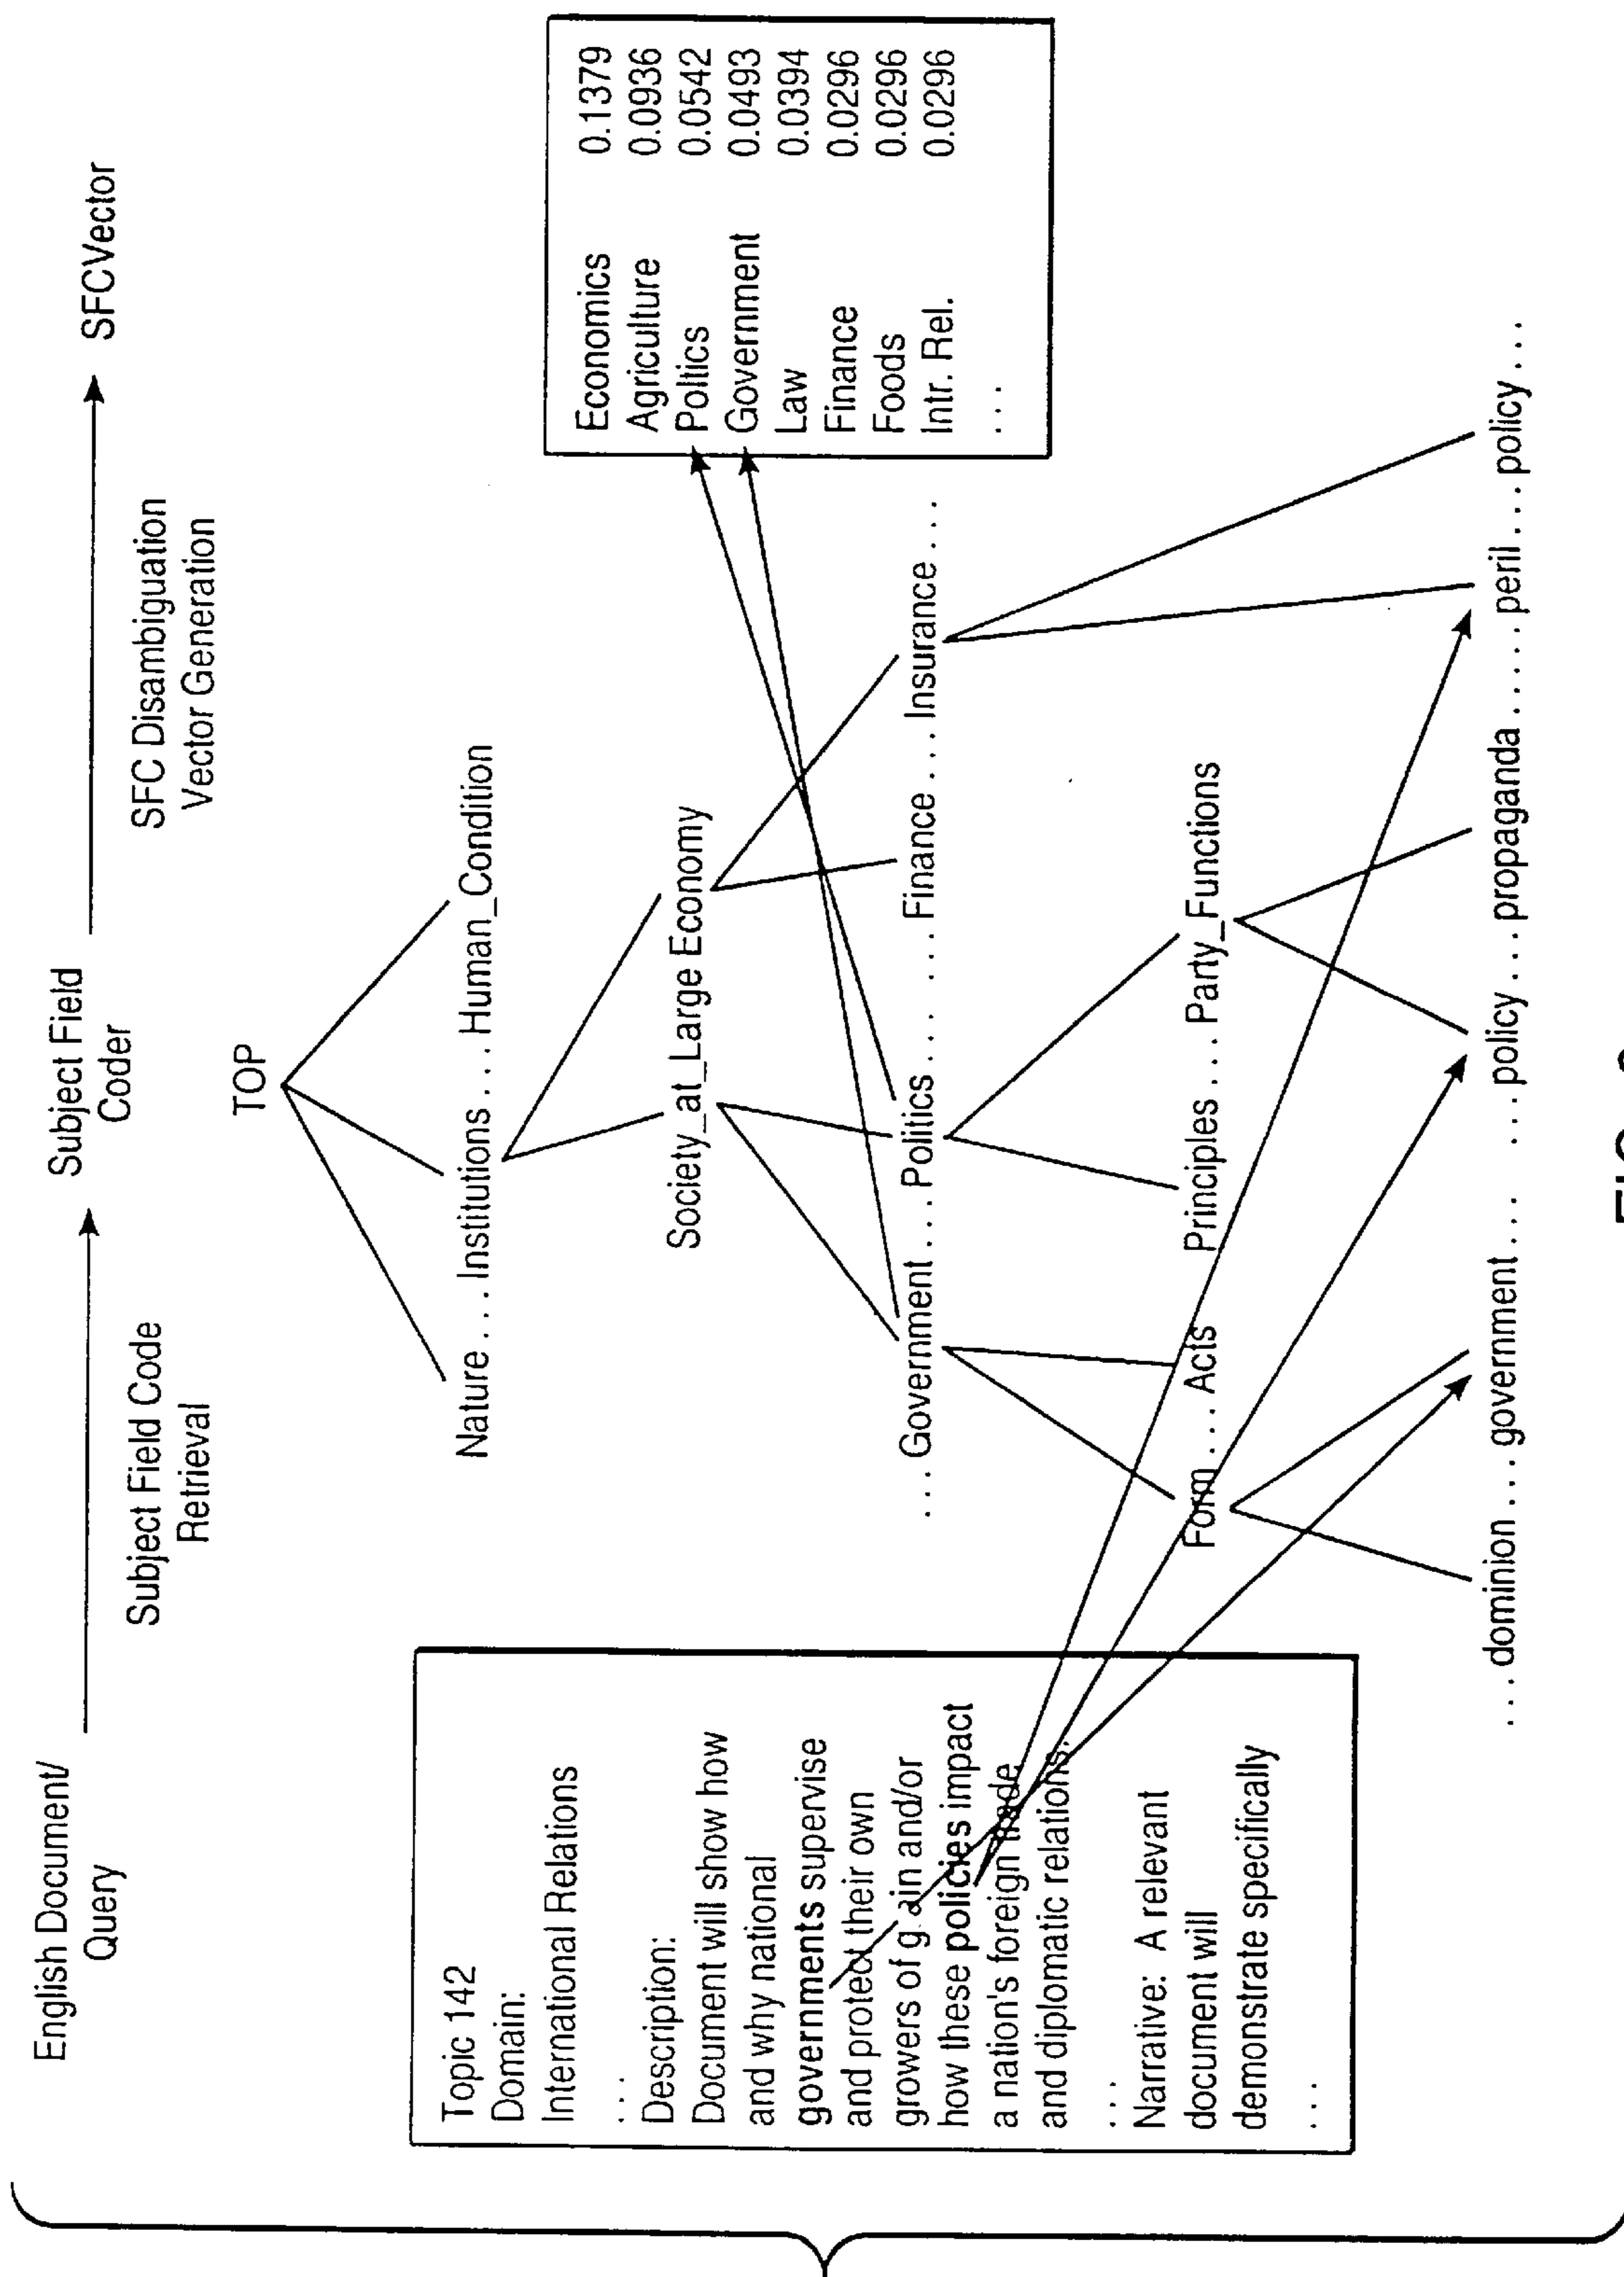 English Document/
Query
Subject Field Code
Retrieval
Subject Field
Coder
SFC Disambiguation
Vector Generation
SFCVector
Topic 142
Domain:
International Relations
...
Description:
Document will show how
and why national
governments supervise
and protect their own
growers of g ain and/or
how these policies impact
a nation's foreign trade
and diplomatic relations.
...
Narrative: A relevant
document will
demonstrate specifically
...
TOP
Nature....Institutions....Human_Condition
Society_at_Large Economy
....Government....Politics.... ....Finance....Insurance....
Form....Acts Principles....Party_Functions
....dominion....government.... ....policy....propaganda......peril....policy...
Economics 0.1379
Agriculture 0.0936
Poltics 0.0542
Government 0.0493
Law 0.0394
Finance 0.0296
Foods 0.0296
Intr. Rel. 0.0296
...